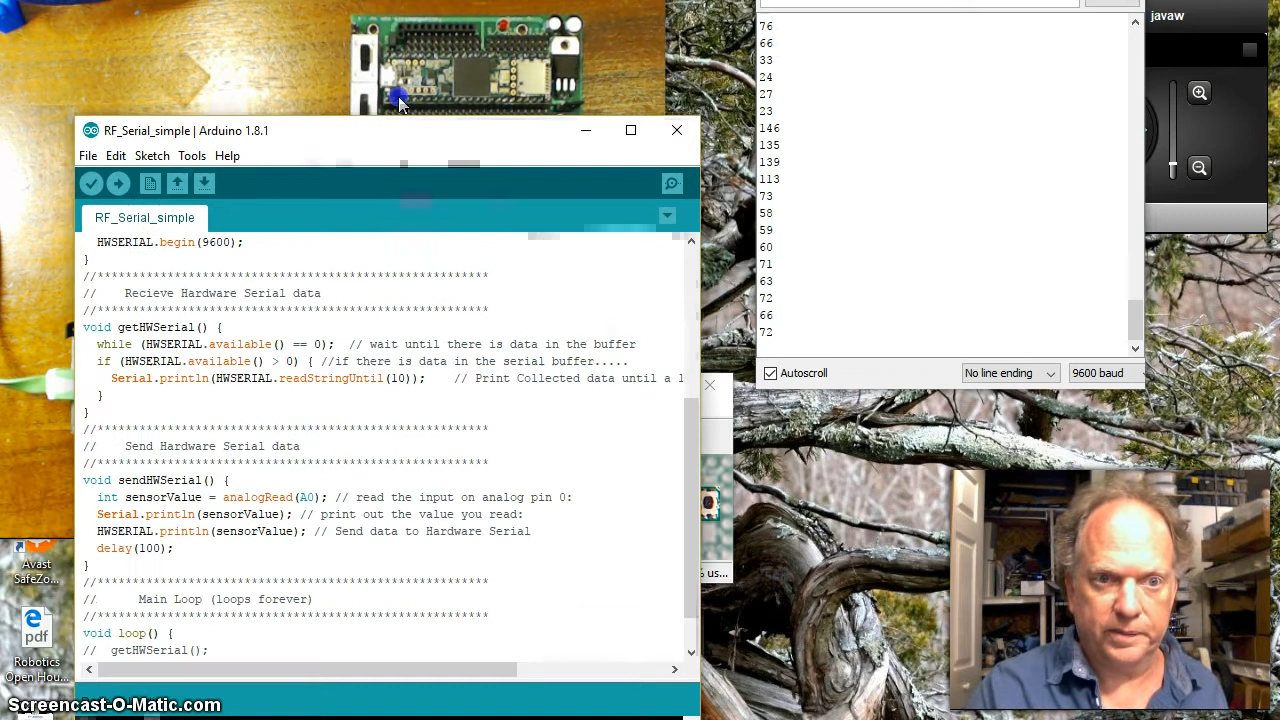 javaw
76
66
33
24
27
23
146
135
139
113
73
58
59
60
71
63
72
66
72
Autoscroll
No line ending
9600 baud
RF_Serial_simple | Arduino 1.8.1
File Edit Sketch Tools Help
RF_Serial_simple
HWSERIAL.begin(9600);
}
//********************************************************
// Recieve Hardware Serial data
//********************************************************
void getHWSerial() {
while (HWSERIAL.available() == 0); // wait until there is data in the buffer
if (HWSERIAL.available() > 0) { //if there is data in the serial buffer.....
Serial.println(HWSERIAL.readStringUntil(10)); // Print Collected data until a l
}
}
//********************************************************
// Send Hardware Serial data
//********************************************************
void sendHWSerial() {
int sensorValue = analogRead(A0); // read the input on analog pin 0:
Serial.println(sensorValue); // print out the value you read:
HWSERIAL.println(sensorValue); // Send data to Hardware Serial
delay(100);
}
//********************************************************
// Main Loop (loops forever)
//********************************************************
void loop() {
// getHWSerial();
% us...
Avast
SafeZo...
pdf
Robotics
Open Hou...
Screencast-O-Matic.com